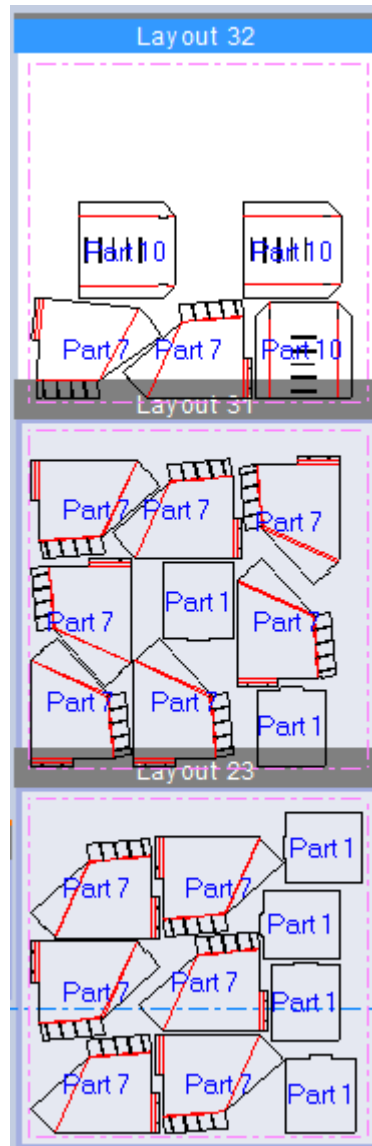 Layout 32
Part 10 Part 10
Part 7 Part 7 Part 10
Layout 31
Part 7 Part 7 Part 7
Part 7 Part 1 Part 7
Part 7 Part 7 Part 1
Layout 23
Part 7 Part 7 Part 1
Part 1
Part 7 Part 7 Part 1
Part 7 Part 7 Part 1